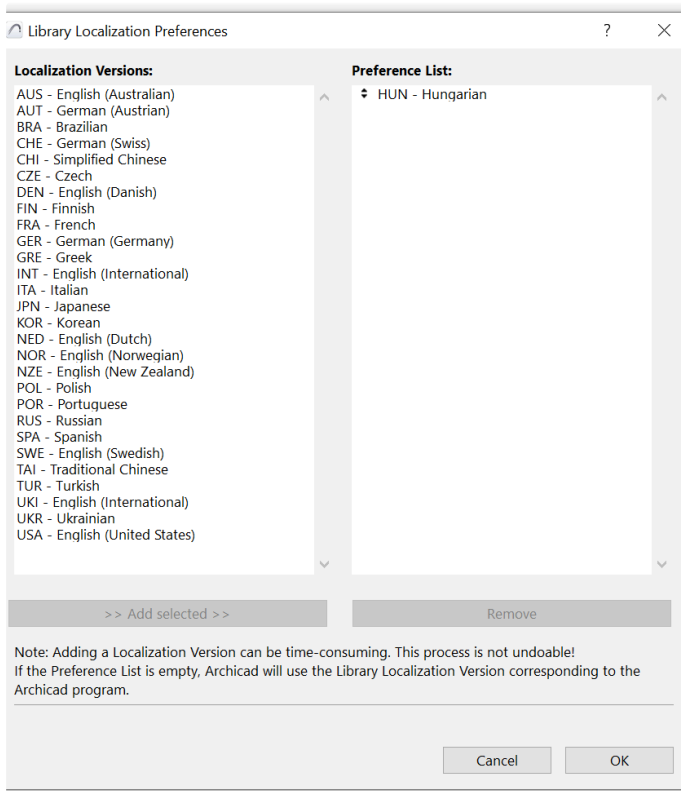 Library Localization Preferences
?
Localization Versions:
Preference List:
AUS - English (Australian)
AUT - German (Austrian)
BRA - Brazilian
CHE - German (Swiss)
CHI - Simplified Chinese
CZE - Czech
DEN - English (Danish)
FIN - Finnish
FRA - French
GER - German (Germany)
GRE - Greek
INT - English (International)
ITA - Italian
JPN - Japanese
KOR - Korean
NED - English (Dutch)
NOR - English (Norwegian)
NZE - English (New Zealand)
POL - Polish
POR - Portuguese
RUS - Russian
SPA - Spanish
SWE - English (Swedish)
TAI - Traditional Chinese
TUR - Turkish
UKI - English (International)
UKR - Ukrainian
USA - English (United States)
HUN - Hungarian
>> Add selected >>
Remove
Note: Adding a Localization Version can be time-consuming. This process is not undoable!
If the Preference List is empty, Archicad will use the Library Localization Version corresponding to the
Archicad program.
Cancel
OK